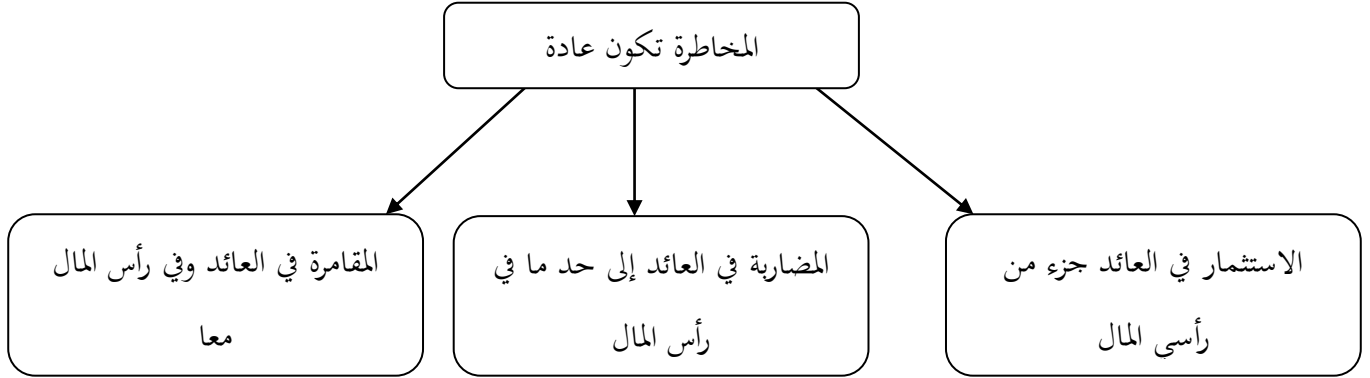 المخاطرة تكون عادة
الاستثمار في العائد جزء من
رأسي المال
المضاربة في العائد إلى حد ما في
رأس المال
المقامرة في العائد وفي رأس المال
معا